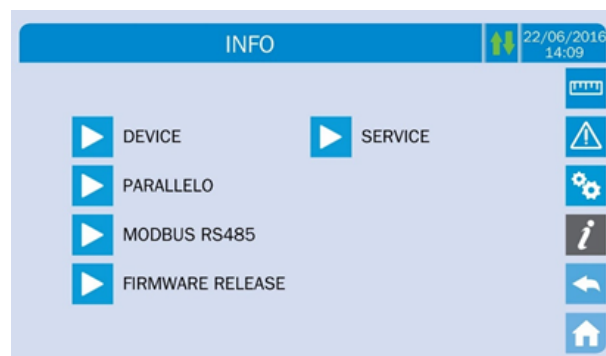 INFO
22/06/2016
14:09
DEVICE
SERVICE
PARALLELO
MODBUS RS485
FIRMWARE RELEASE
i